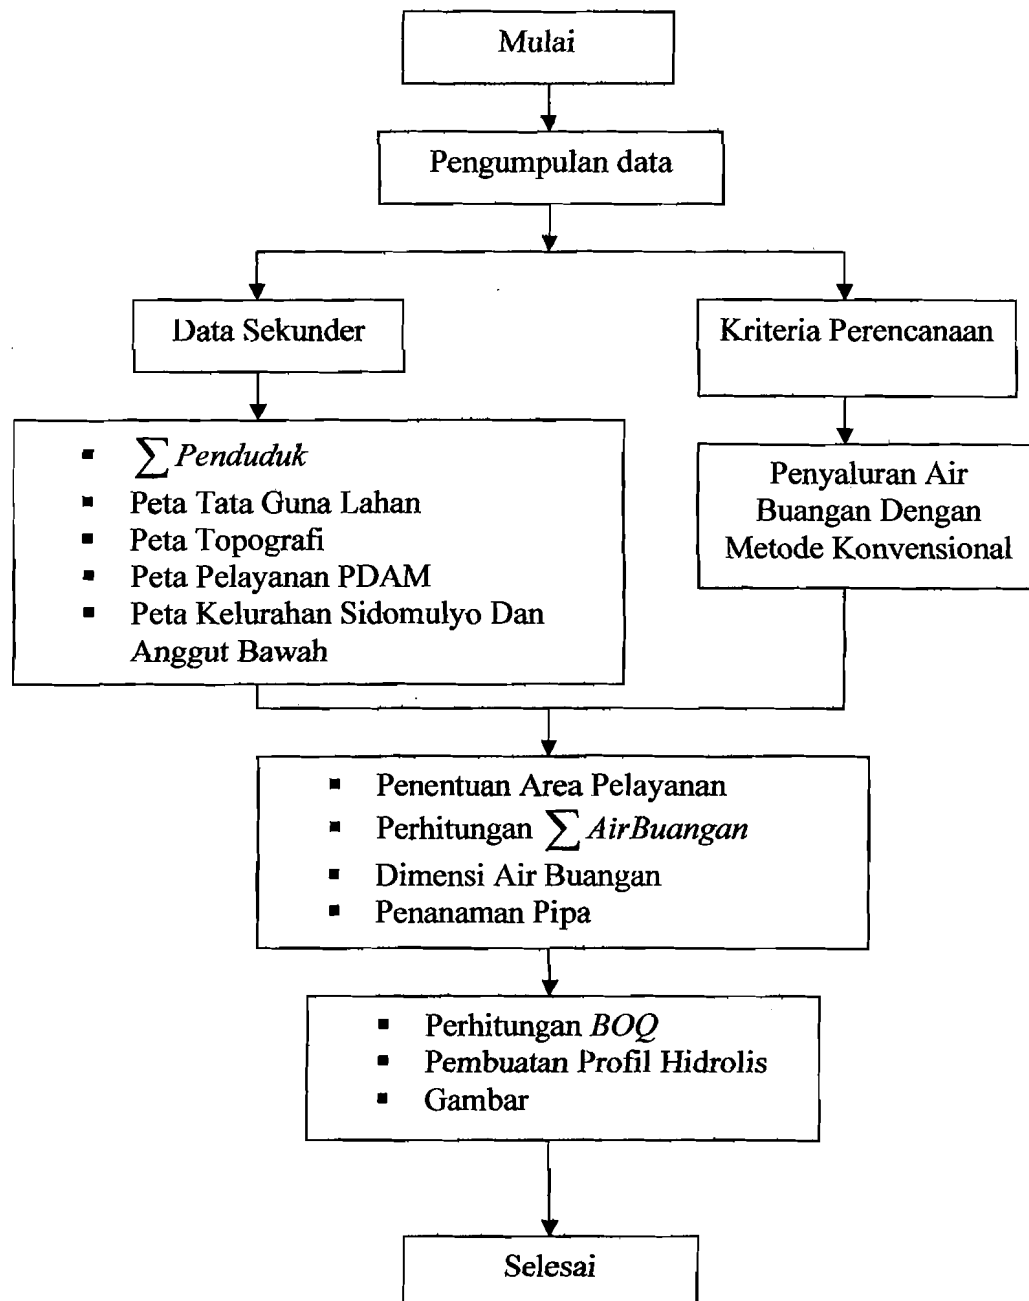 Mulai
Pengumpulan data
Data Sekunder
Kriteria Perencanaan
▪ ∑ Penduduk
▪ Peta Tata Guna Lahan
▪ Peta Topografi
▪ Peta Pelayanan PDAM
▪ Peta Kelurahan Sidomulyo Dan
Anggut Bawah
Penyaluran Air
Buangan Dengan
Metode Konvensional
▪ Penentuan Area Pelayanan
▪ Perhitungan ∑ AirBuangan
▪ Dimensi Air Buangan
▪ Penanaman Pipa
▪ Perhitungan BOQ
▪ Pembuatan Profil Hidrolis
▪ Gambar
Selesai